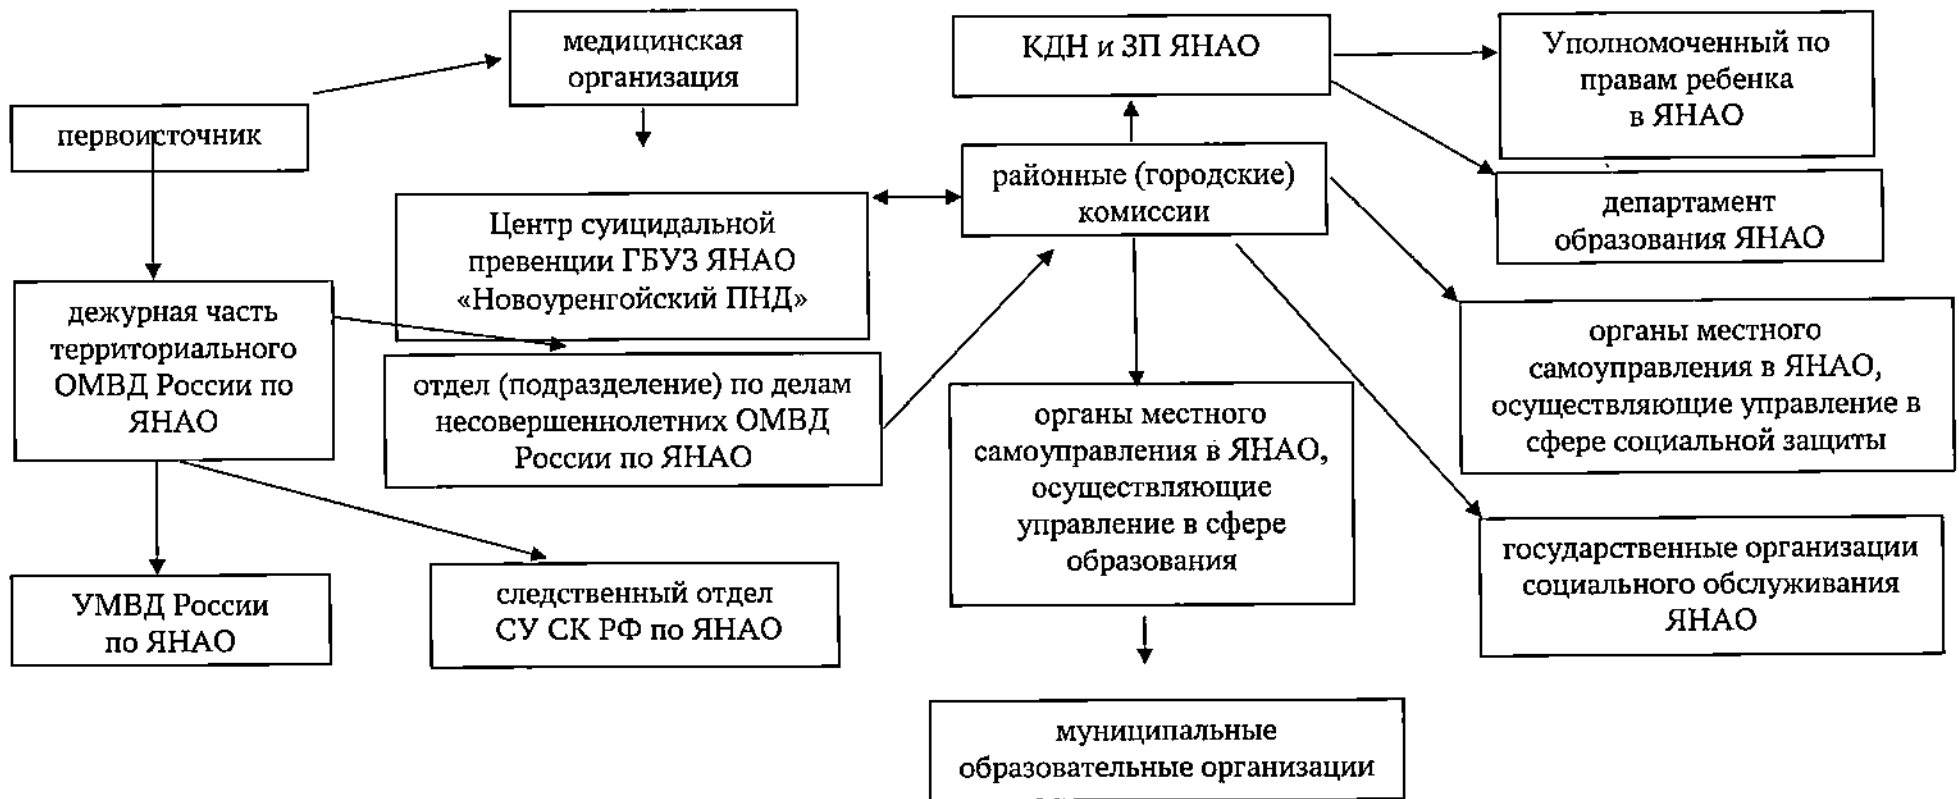 медицинская
организация
КДН и ЗП ЯНАО
Уполномоченный по
правам ребенка
в ЯНАО
первоисточник
районные (городские)
комиссии
департамент
образования ЯНАО
Центр суицидальной
превенции ГБУЗ ЯНАО
«Новоуренгойский ПНД»
дежурная часть
территориального
ОМВД России по
ЯНАО
органы местного
самоуправления в ЯНАО,
осуществляющие управление в
сфере социальной защиты
отдел (подразделение) по делам
несовершеннолетних ОМВД
России по ЯНАО
органы местного
самоуправления в ЯНАО,
осуществляющие
управление в сфере
образования
государственные организации
социального обслуживания
ЯНАО
УМВД России
по ЯНАО
следственный отдел
СУ СК РФ по ЯНАО
муниципальные
образовательные организации